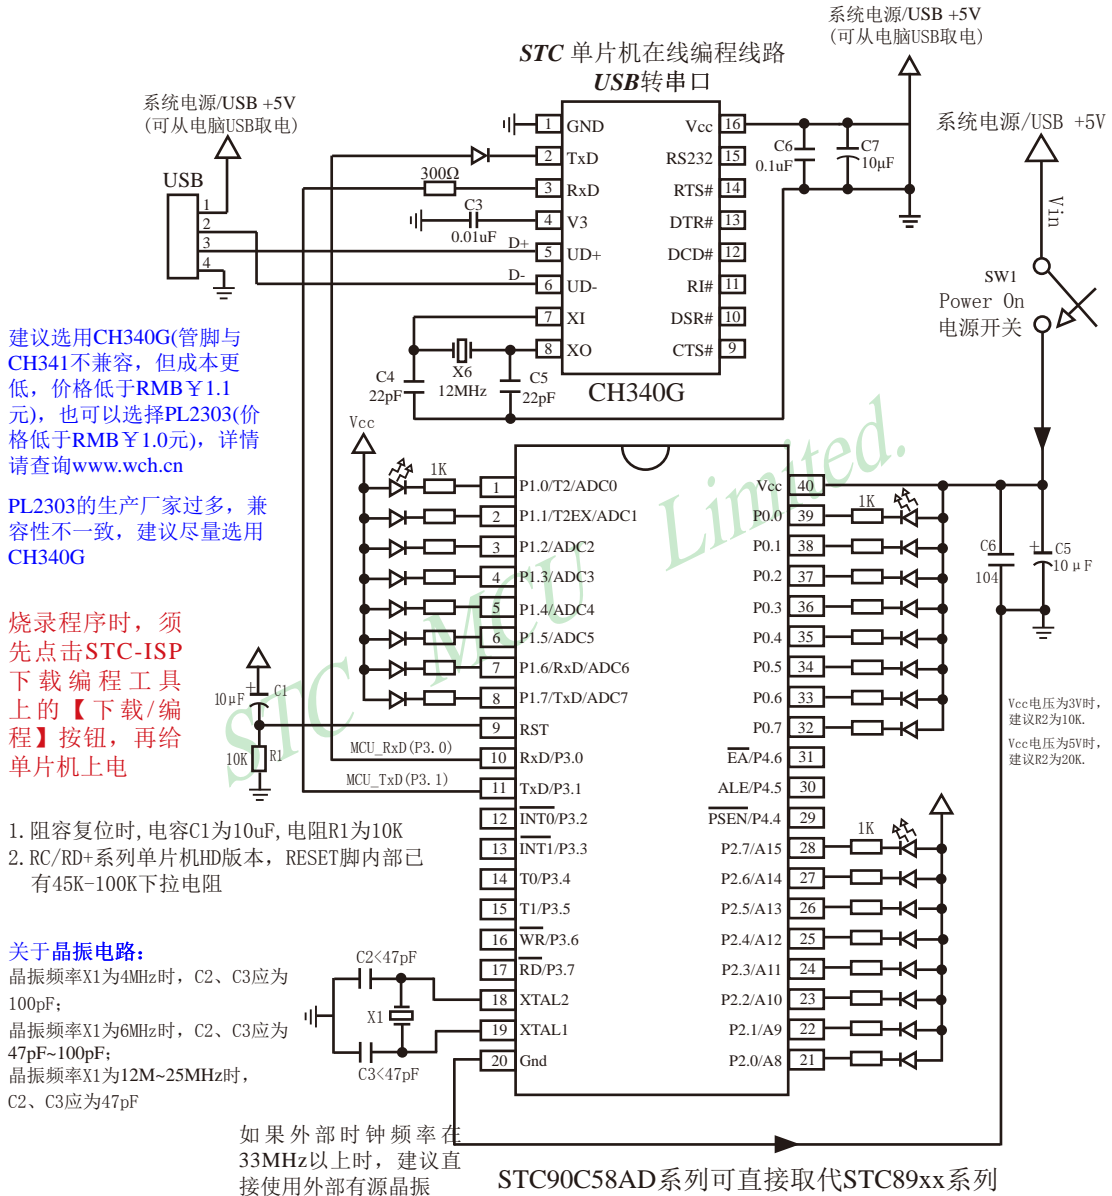 系统电源/USB +5V
(可从电脑USB取电)
STC 单片机在线编程线路
USB转串口
系统电源/USB +5V
(可从电脑USB取电)
系统电源/USB +5V
Vin
SW1
Power On
电源开关
USB
1
2
3
4
300Ω
C3
0.01uF
D+
D-
1 GND
2 TxD
3 RxD
4 V3
5 UD+
6 UD-
7 XI
8 XO
Vcc 16
RS232 15
RTS# 14
DTR# 13
DCD# 12
RI# 11
DSR# 10
CTS# 9
CH340G
C6
0.1uF
C7
10μF
C4
22pF
X6
12MHz
C5
22pF
建议选用CH340G(管脚与
CH341不兼容，但成本更
低，价格低于RMB￥1.1
元)，也可以选择PL2303(价
格低于RMB￥1.0元)，详情
请查询www.wch.cn
PL2303的生产厂家过多，兼
容性不一致，建议尽量选用
CH340G
烧录程序时，须
先点击STC-ISP
下载编程工具
上的【下载/编
程】按钮，再给
单片机上电
Vcc
1K
10μF
+
C1
10K
R1
MCU_RxD(P3.0)
MCU_TxD(P3.1)
1 P1.0/T2/ADC0
2 P1.1/T2EX/ADC1
3 P1.2/ADC2
4 P1.3/ADC3
5 P1.4/ADC4
6 P1.5/ADC5
7 P1.6/RxD/ADC6
8 P1.7/TxD/ADC7
9 RST
10 RxD/P3.0
11 TxD/P3.1
12 INT0/P3.2
13 INT1/P3.3
14 T0/P3.4
15 T1/P3.5
16 WR/P3.6
17 RD/P3.7
18 XTAL2
19 XTAL1
20 Gnd
Vcc 40
P0.0 39
P0.1 38
P0.2 37
P0.3 36
P0.4 35
P0.5 34
P0.6 33
P0.7 32
EA/P4.6 31
ALE/P4.5 30
PSEN/P4.4 29
P2.7/A15 28
P2.6/A14 27
P2.5/A13 26
P2.4/A12 25
P2.3/A11 24
P2.2/A10 23
P2.1/A9 22
P2.0/A8 21
1K
1K
C6
104
+
C5
10μF
Vcc电压为3V时，
建议R2为10K.
Vcc电压为5V时，
建议R2为20K.
STC MCU Limited.
1.阻容复位时,电容C1为10uF,电阻R1为10K
2.RC/RD+系列单片机HD版本，RESET脚内部已
有45K-100K下拉电阻
关于晶振电路：
晶振频率X1为4MHz时，C2、C3应为
100pF；
晶振频率X1为6MHz时，C2、C3应为
47pF~100pF；
晶振频率X1为12M~25MHz时，
C2、C3应为47pF
C2<47pF
X1
C3<47pF
如果外部时钟频率在
33MHz以上时，建议直
接使用外部有源晶振
STC90C58AD系列可直接取代STC89xx系列